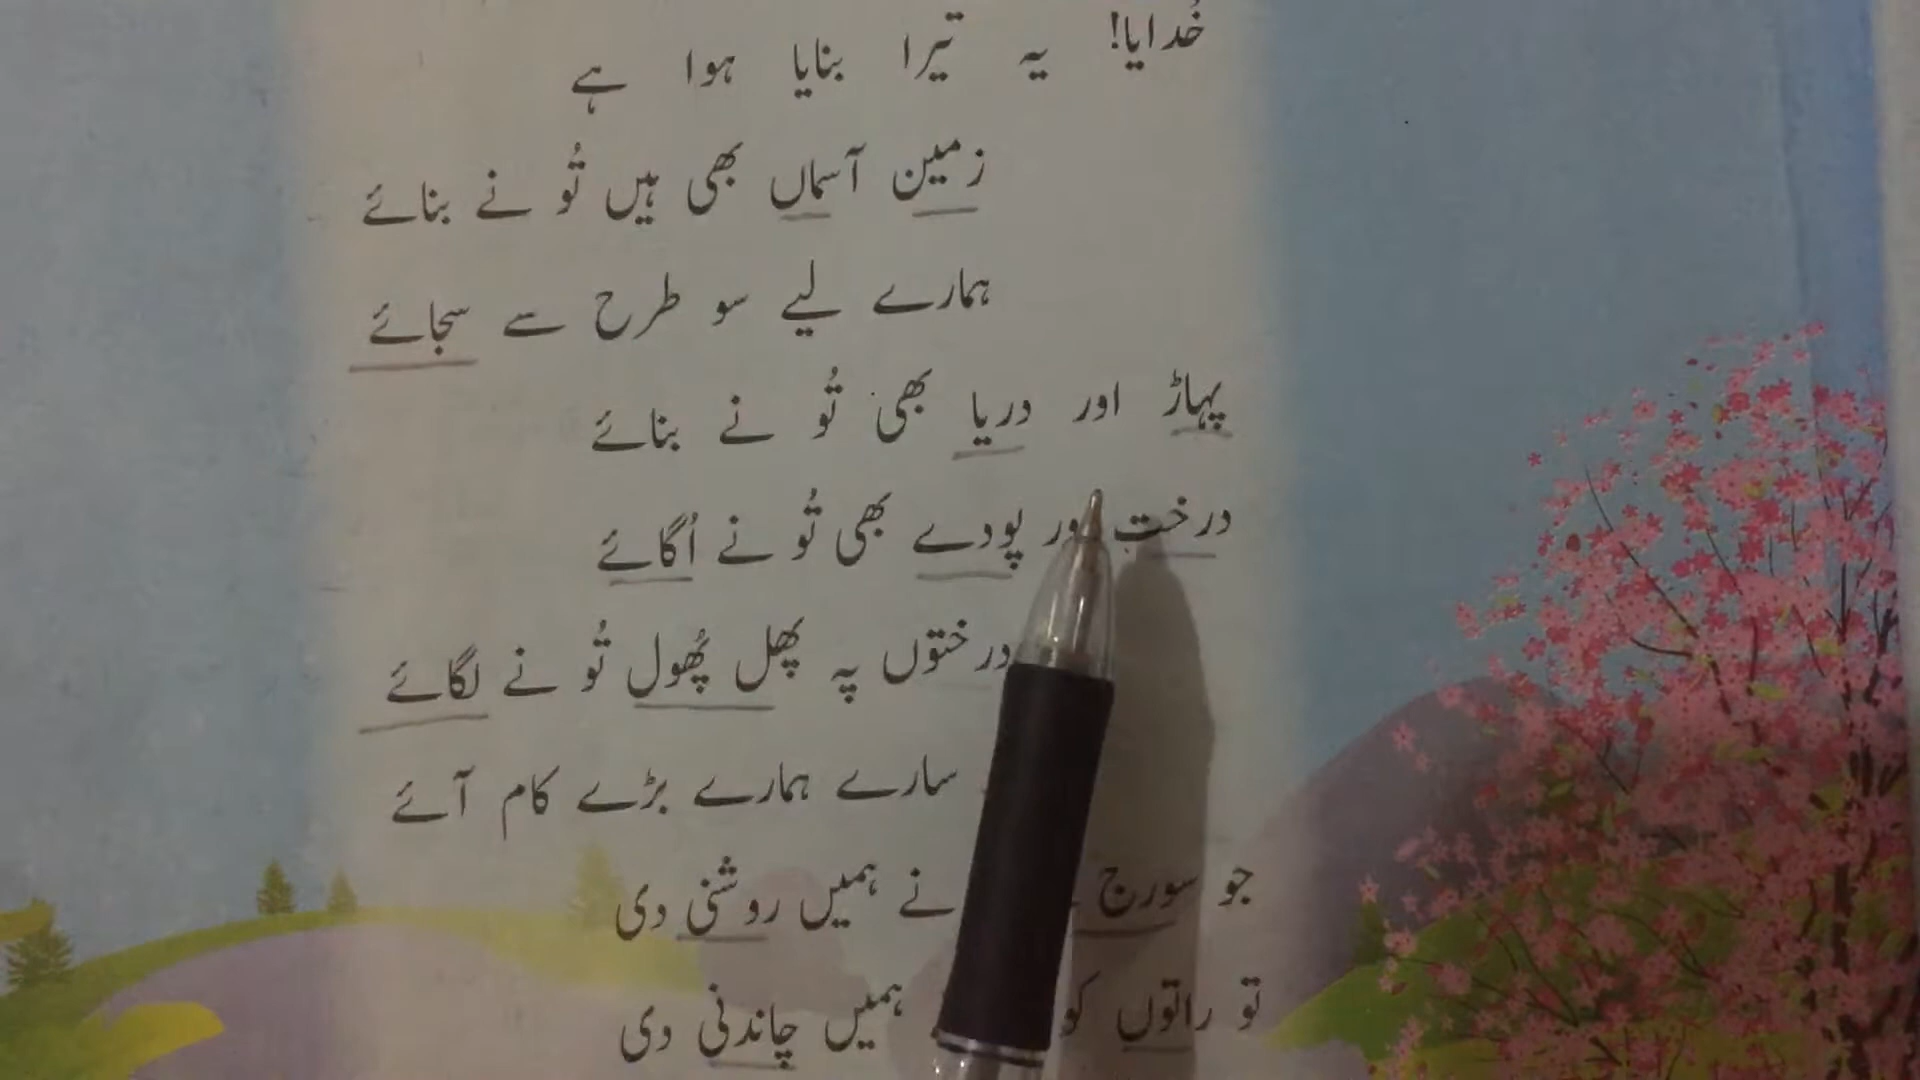 خُدایا! یہ تیرا بنایا ہوا ہے
زمین آسماں بھی ہیں تُو نے بنائے
ہمارے لیے سو طرح سے سجائے
پہاڑ اور دریا بھی تُو نے بنائے
درخت اور پودے بھی تُو نے اُگائے
درختوں پہ پھل پُھول تُو نے لگائے
سارے ہمارے بڑے کام آئے
جو سورج نے ہمیں روشنی دی
تو راتوں کو ہمیں چاندنی دی